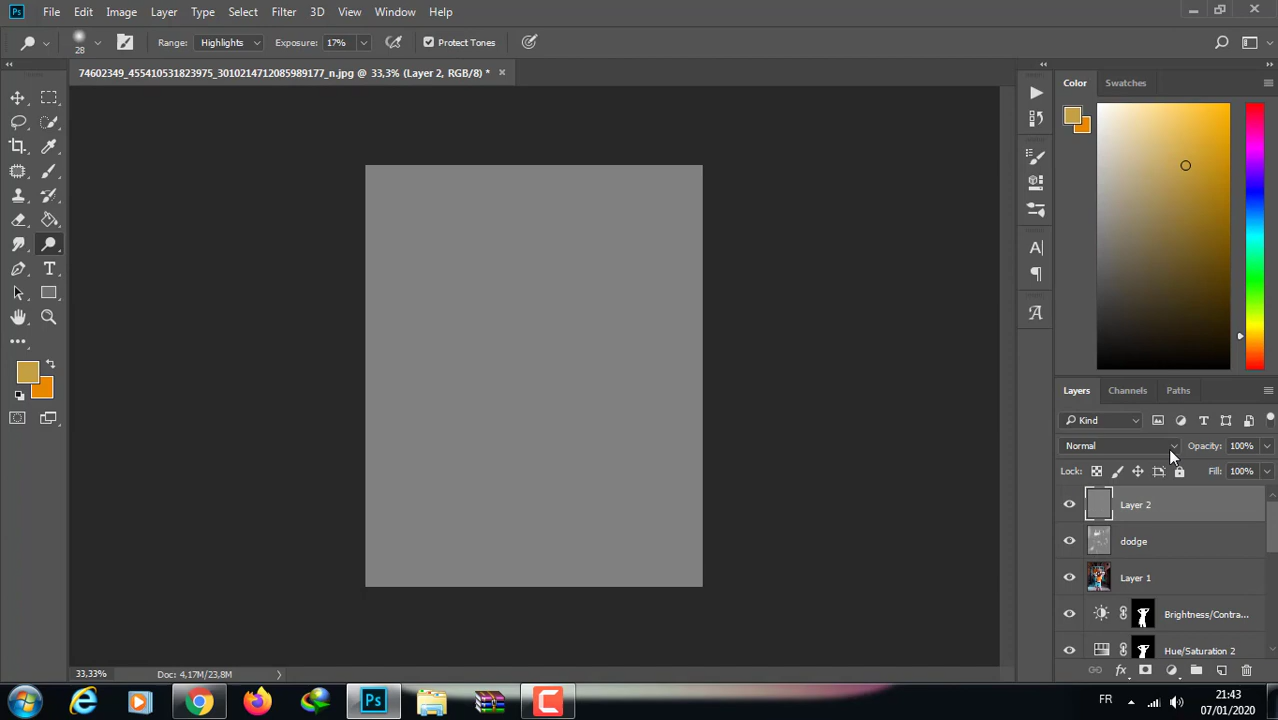 Ps File Edit Image Layer Type Select Filter 3D View Window Help
28 Range: Highlights Exposure: 17% Protect Tones
74602349_455410531823975_3010214712085989177_n.jpg @ 33,3% (Layer 2, RGB/8) *
Color Swatches
Layers Channels Paths
Kind
Normal Opacity: 100%
Lock: Fill: 100%
Layer 2
dodge
Layer 1
Brightness/Contra...
Hue/Saturation 2
33,33% Doc: 4,17M/23,8M
Ps FR 21:43
07/01/2020